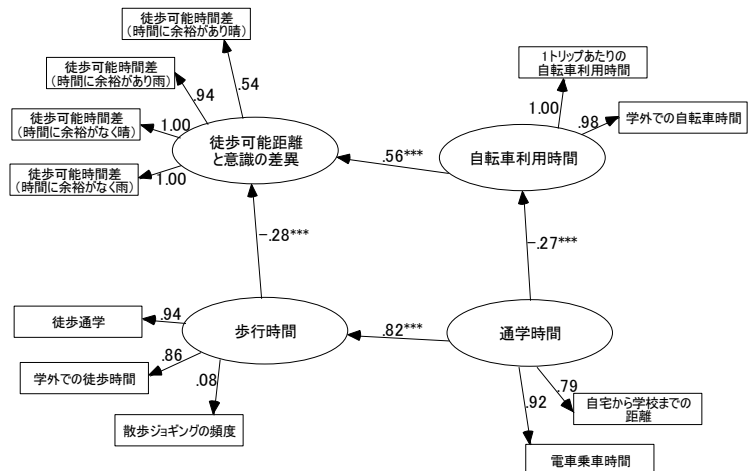 徒歩可能時間差
（時間に余裕があり晴）
徒歩可能時間差
（時間に余裕があり雨）
徒歩可能時間差
（時間に余裕がなく晴）
徒歩可能時間差
（時間に余裕がなく雨）
.54
.94
1.00
1.00
徒歩可能距離
と意識の差異
1トリップあたりの
自転車利用時間
学外での自転車時間
1.00
.98
自転車利用時間
.56***
-.28***
-.27***
徒歩通学
学外での徒歩時間
散歩ジョギングの頻度
.94
.86
.08
歩行時間
.82***
通学時間
.92
.79
自宅から学校までの
距離
電車乗車時間